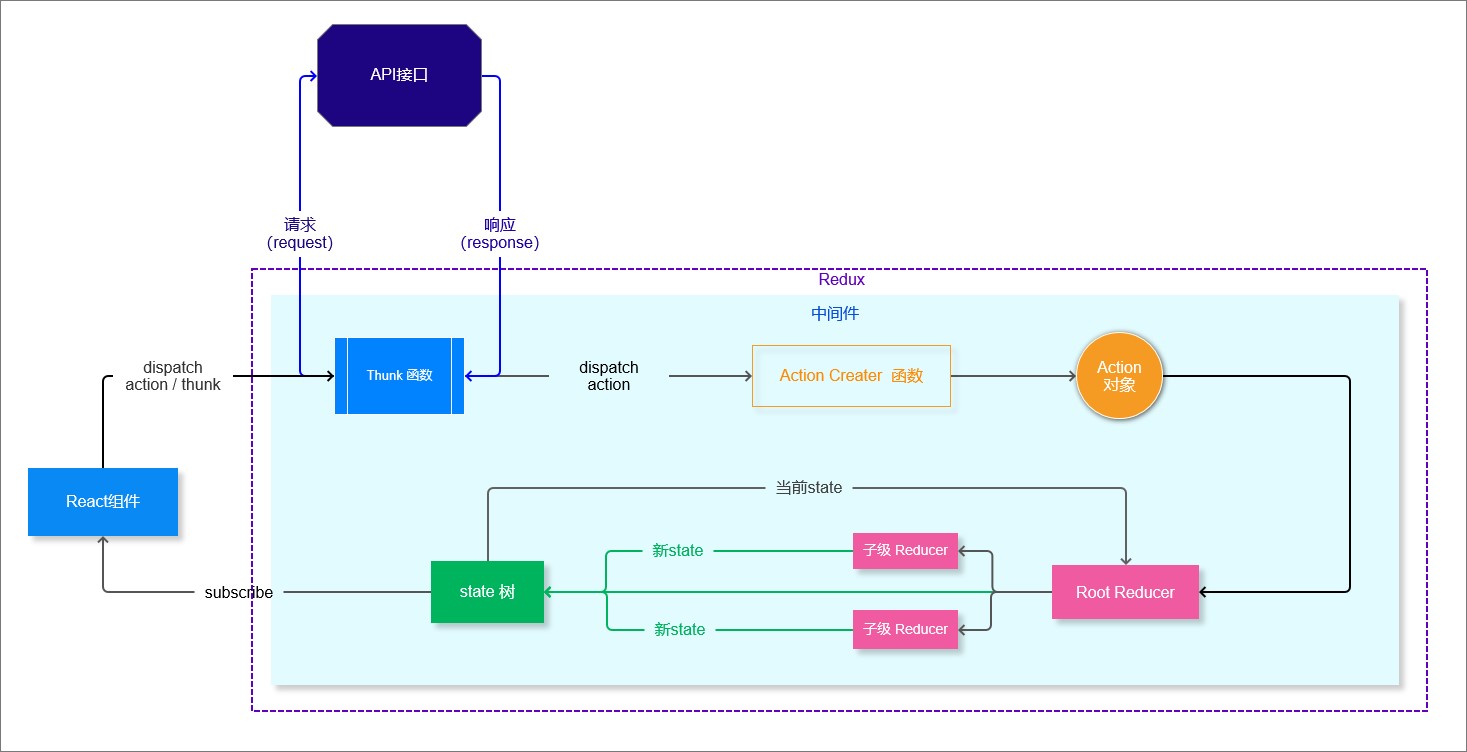 API接口
请求
（request）
响应
（response）
Redux
中间件
dispatch
action / thunk
Thunk 函数
dispatch
action
Action Creater 函数
Action
对象
React组件
当前state
新state
子级 Reducer
subscribe
state 树
Root Reducer
新state
子级 Reducer